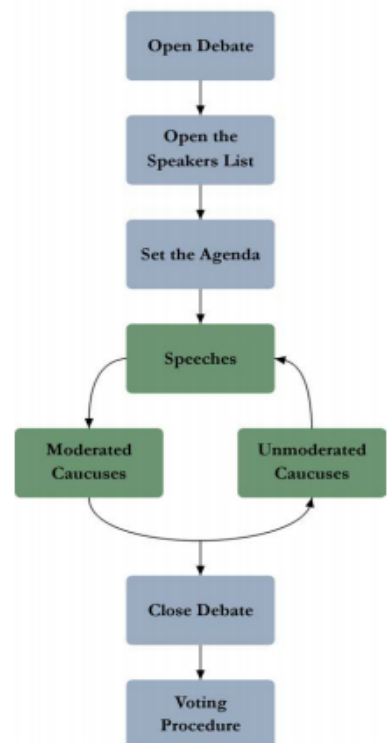 Open Debate
Open the
Speakers List
Set the Agenda
Speeches
Moderated
Caucuses
Unmoderated
Caucuses
Close Debate
Voting
Procedure